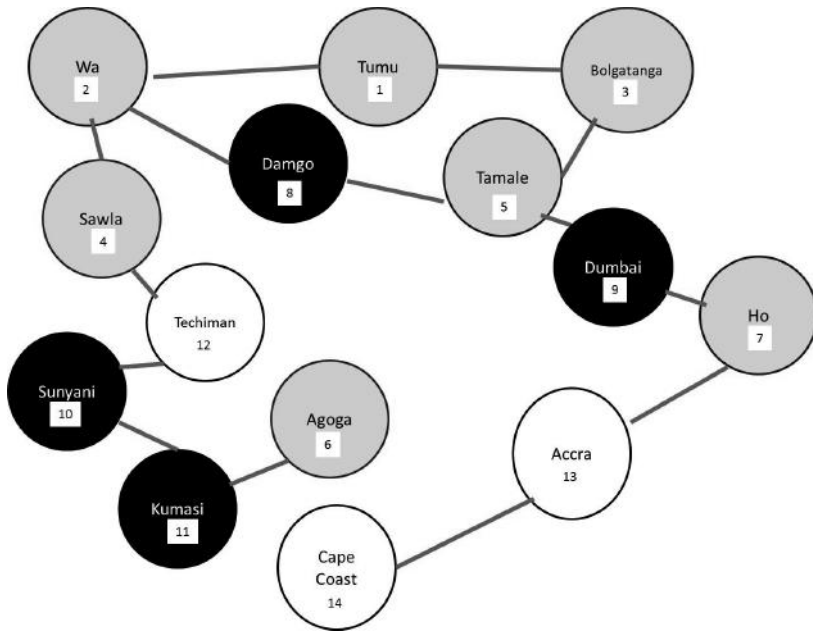 Wa
2
Tumu
1
Bolgatanga
3
Damgo
8
Tamale
5
Sawla
4
Dumbai
9
Ho
7
Techiman
12
Sunyani
10
Agoga
6
Accra
13
Kumasi
11
Cape
Coast
14